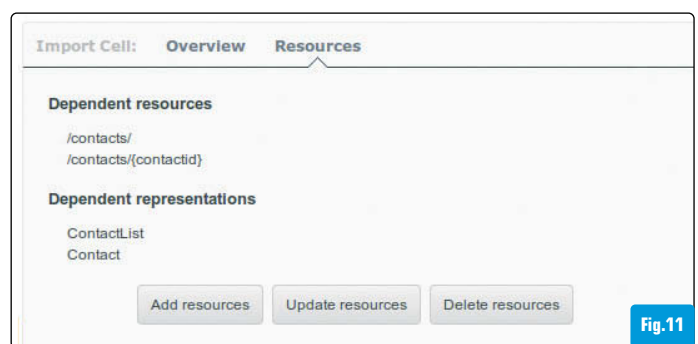 Import Cell: Overview Resources
Dependent resources
/contacts/
/contacts/{contactid}
Dependent representations
ContactList
Contact
Add resources Update resources Delete resources
Fig.11